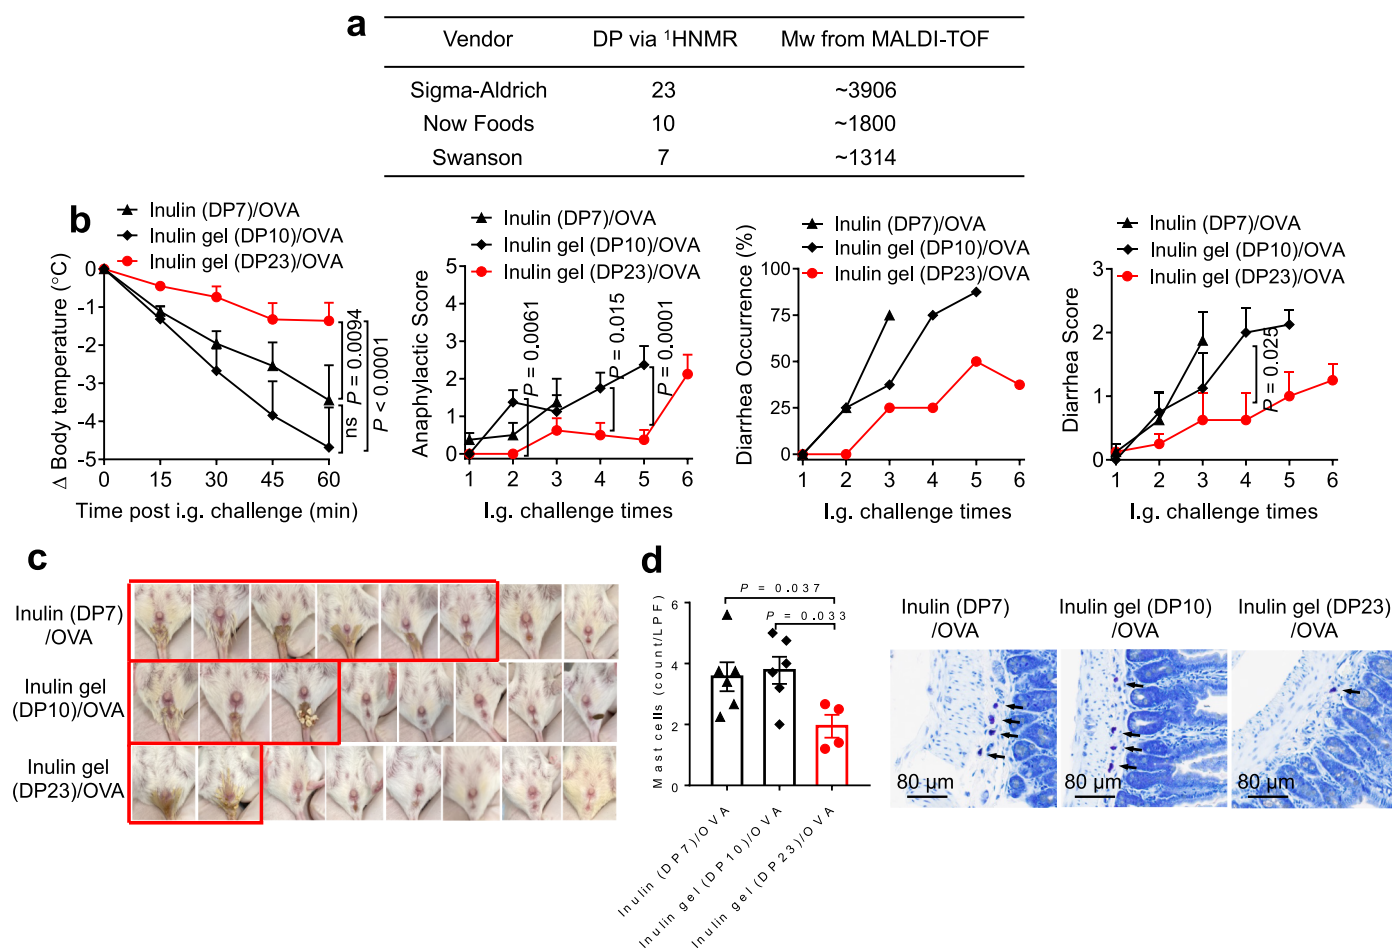 a
Vendor DP via ¹HNMR Mw from MALDI-TOF
Sigma-Aldrich 23 ~3906
Now Foods 10 ~1800
Swanson 7 ~1314
b
Inulin (DP7)/OVA
Inulin gel (DP10)/OVA
Inulin gel (DP23)/OVA
Δ Body temperature (°C)
0
-1
-2
-3
-4
-5
0 15 30 45 60
Time post i.g. challenge (min)
ns
P = 0.0094
P < 0.0001
Inulin (DP7)/OVA
Inulin gel (DP10)/OVA
Inulin gel (DP23)/OVA
Anaphylactic Score
5
4
3
2
1
0
1 2 3 4 5 6
I.g. challenge times
P = 0.0061
P = 0.015
P = 0.0001
Inulin (DP7)/OVA
Inulin gel (DP10)/OVA
Inulin gel (DP23)/OVA
Diarrhea Occurrence (%)
100
75
50
25
0
1 2 3 4 5 6
I.g. challenge times
Inulin (DP7)/OVA
Inulin gel (DP10)/OVA
Inulin gel (DP23)/OVA
Diarrhea Score
3
2
1
0
1 2 3 4 5 6
I.g. challenge times
P = 0.025
c
Inulin (DP7)
/OVA
Inulin gel
(DP10)/OVA
Inulin gel
(DP23)/OVA
d
Mast cells (count/LPF)
6
4
2
0
P = 0.037
P = 0.033
Inulin (DP7)/OVA
Inulin gel (DP10)/OVA
Inulin gel (DP23)/OVA
Inulin (DP7)
/OVA
Inulin gel (DP10)
/OVA
Inulin gel (DP23)
/OVA
80 µm
80 µm
80 µm